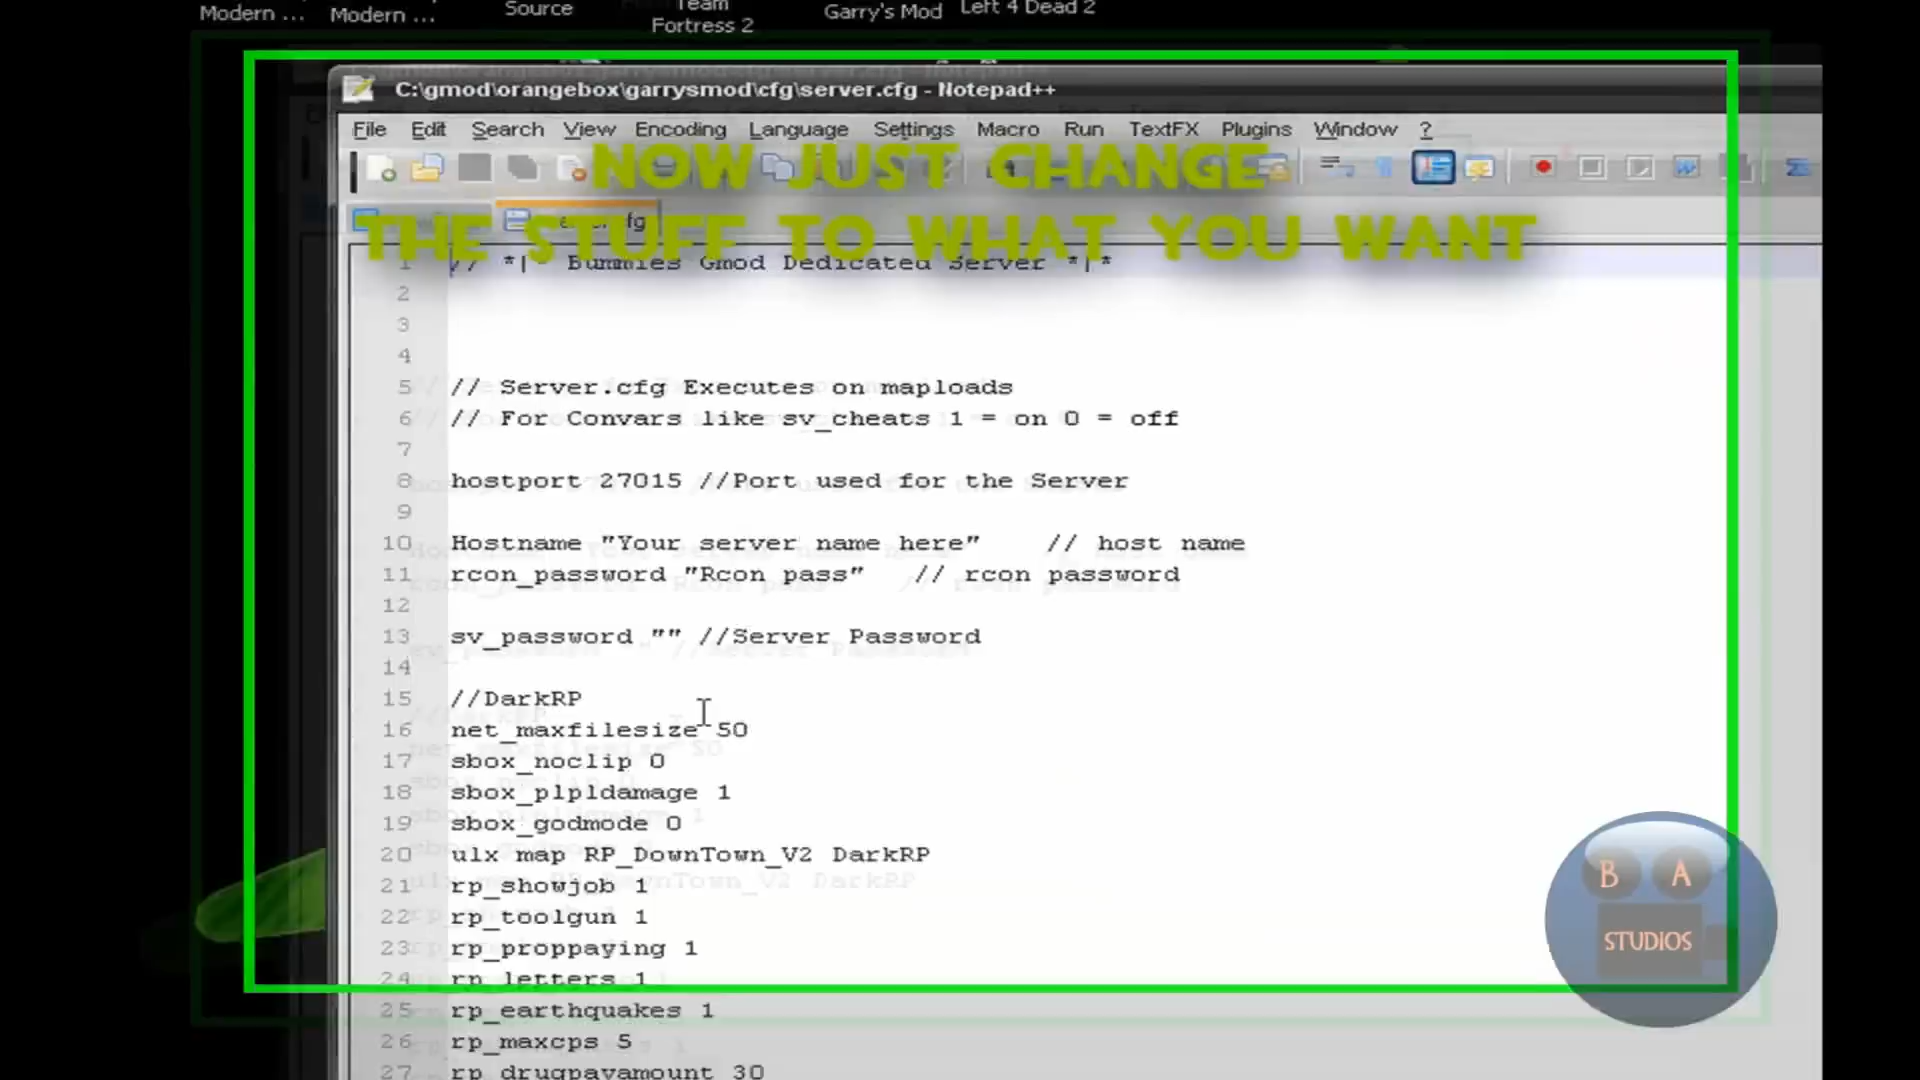 Modern ...
Modern ...
Source
Team
Fortress 2
Garry's Mod
Left 4 Dead 2
C:\gmod\orangebox\garrysmod\cfg\server.cfg - Notepad++
File Edit Search View Encoding Language Settings Macro Run TextFX Plugins Window ?
NOW JUST CHANGE
THE STUFF TO WHAT YOU WANT
1 // *| Bummies Gmod Dedicated Server *|*
2
3
4
5 // Server.cfg Executes on maploads
6 // For Convars like sv_cheats 1 = on 0 = off
7
8 hostport 27015 //Port used for the Server
9
10 Hostname "Your server name here" // host name
11 rcon_password "Rcon pass" // rcon password
12
13 sv_password "" //Server Password
14
15 //DarkRP
16 net_maxfilesize 50
17 sbox_noclip 0
18 sbox_plpldamage 1
19 sbox_godmode 0
20 ulx map RP_DownTown_V2 DarkRP
21 rp_showjob 1
22 rp_toolgun 1
23 rp_proppaying 1
24 rp_letters 1
25 rp_earthquakes 1
26 rp_maxcps 5
27 rp_drugpayamount 30
B A
STUDIOS